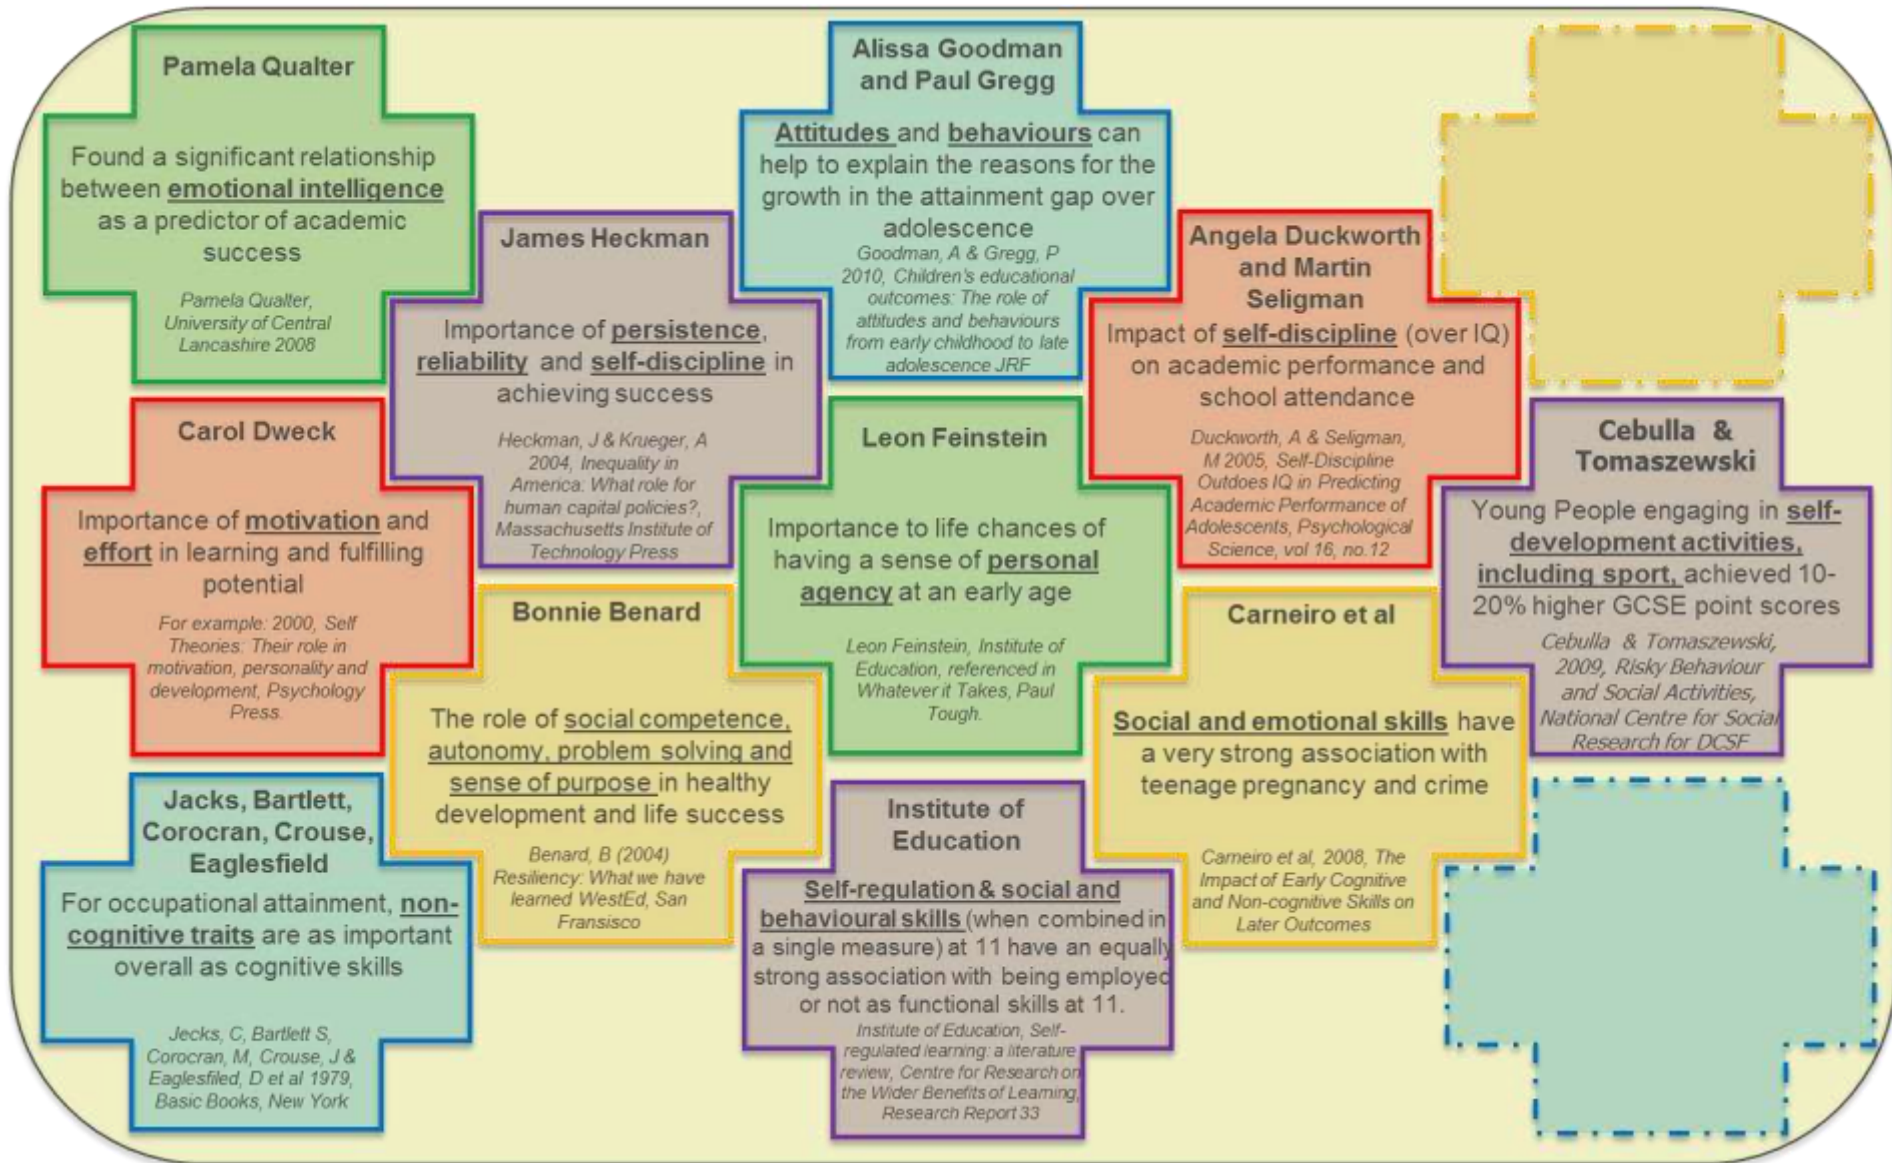 Pamela Qualter
Found a significant relationship
between emotional intelligence
as a predictor of academic
success
Pamela Qualter,
University of Central
Lancashire 2008
James Heckman
Importance of persistence,
reliability and self-discipline in
achieving success
Heckman, J & Krueger, A
2004, Inequality in
America: What role for
human capital policies?,
Massachusetts Institute of
Technology Press
Alissa Goodman
and Paul Gregg
Attitudes and behaviours can
help to explain the reasons for the
growth in the attainment gap over
adolescence
Goodman, A & Gregg, P
2010, Children's educational
outcomes: The role of
attitudes and behaviours
from early childhood to late
adolescence JRF
Angela Duckworth
and Martin
Seligman
Impact of self-discipline (over IQ)
on academic performance and
school attendance
Duckworth, A & Seligman,
M 2005, Self-Discipline
Outdoes IQ in Predicting
Academic Performance of
Adolescents, Psychological
Science, vol 16, no.12
Carol Dweck
Importance of motivation and
effort in learning and fulfilling
potential
For example: 2000, Self
Theories: Their role in
motivation, personality and
development, Psychology
Press.
Bonnie Benard
The role of social competence,
autonomy, problem solving and
sense of purpose in healthy
development and life success
Benard, B (2004)
Resiliency: What we have
learned WestEd, San
Fransisco
Leon Feinstein
Importance to life chances of
having a sense of personal
agency at an early age
Leon Feinstein, Institute of
Education, referenced in
Whatever it Takes, Paul
Tough.
Carneiro et al
Social and emotional skills have
a very strong association with
teenage pregnancy and crime
Carneiro et al, 2008, The
Impact of Early Cognitive
and Non-cognitive Skills on
Later Outcomes
Cebulla & 
Tomaszewski
Young People engaging in self-
development activities,
including sport, achieved 10-
20% higher GCSE point scores
Cebulla & Tomaszewski,
2009, Risky Behaviour
and Social Activities,
National Centre for Social
Research for DCSF
Jacks, Bartlett,
Corocran, Crouse,
Eaglesfield
For occupational attainment, non-
cognitive traits are as important
overall as cognitive skills
Jecks, C, Bartlett S,
Corocran, M, Crouse, J &
Eaglesfiled, D et al 1979,
Basic Books, New York
Institute of
Education
Self-regulation & social and
behavioural skills (when combined in
a single measure) at 11 have an equally
strong association with being employed
or not as functional skills at 11.
Institute of Education, Self-
regulated learning: a literature
review, Centre for Research on
the Wider Benefits of Learning,
Research Report 33